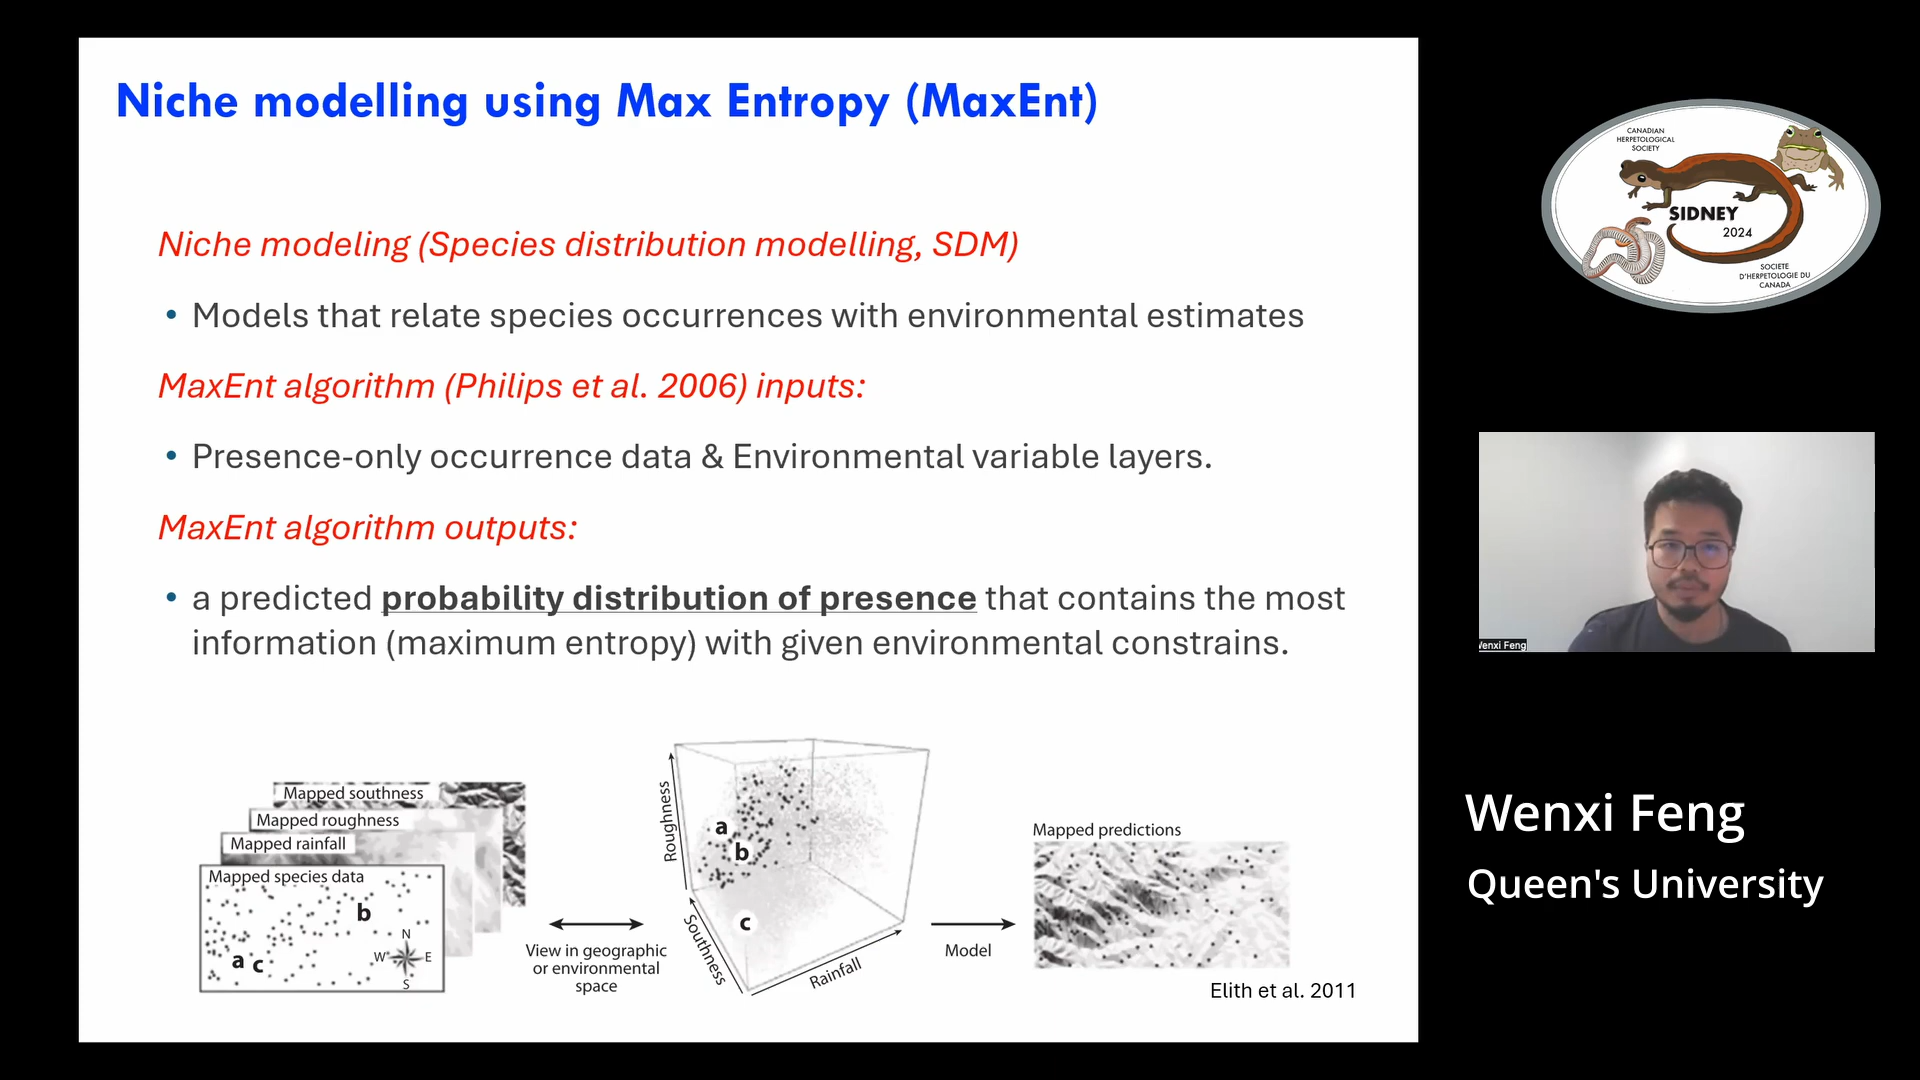 Niche modelling using Max Entropy (MaxEnt)
Niche modeling (Species distribution modelling, SDM)
• Models that relate species occurrences with environmental estimates
MaxEnt algorithm (Philips et al. 2006) inputs:
• Presence-only occurrence data & Environmental variable layers.
MaxEnt algorithm outputs:
• a predicted probability distribution of presence that contains the most
information (maximum entropy) with given environmental constrains.
Mapped southness
Mapped roughness
Mapped rainfall
Mapped species data
b
a c
N
W E
S
View in geographic
or environmental
space
Roughness
a
b
c
Southness
Rainfall
Model
Mapped predictions
Elith et al. 2011
CANADIAN
HERPETOLOGICAL
SOCIETY
SIDNEY
2024
SOCIETE
D'HERPETOLOGIE DU
CANADA
Wenxi Feng
Wenxi Feng
Queen's University